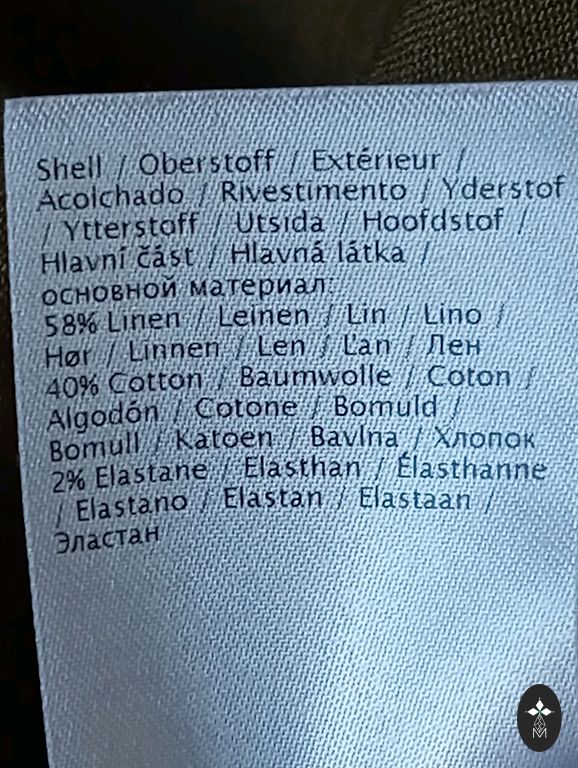 Shell / Oberstoff / Extérieur /
Acolchado / Rivestimento / Yderstof
/ Ytterstoff / Utsida / Hoofdstof /
Hlavní část / Hlavná látka /
основной материал:
58% Linen / Leinen / Lin / Lino /
Hør / Linnen / Len / Ľan / Лен
40% Cotton / Baumwolle / Coton /
Algodón / Cotone / Bomuld /
Bomull / Katoen / Bavlna / Хлопок
2% Elastane / Elasthan / Élasthanne
/ Elastano / Elastan / Elastaan /
Эластан